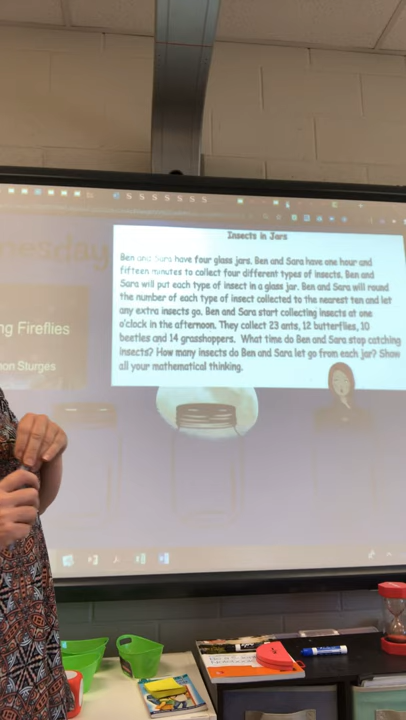 nesday
Insects in Jars
Ben and Sara have four glass jars. Ben and Sara have one hour and
fifteen minutes to collect four different types of insects. Ben and
Sara will put each type of insect in a glass jar. Ben and Sara will round
the number of each type of insect collected to the nearest ten and let
any extra insects go. Ben and Sara start collecting insects at one
o'clock in the afternoon. They collect 23 ants, 12 butterflies, 10
beetles and 14 grasshoppers. What time do Ben and Sara stop catching
insects? How many insects do Ben and Sara let go from each jar? Show
all your mathematical thinking.
ng Fireflies
on Sturges